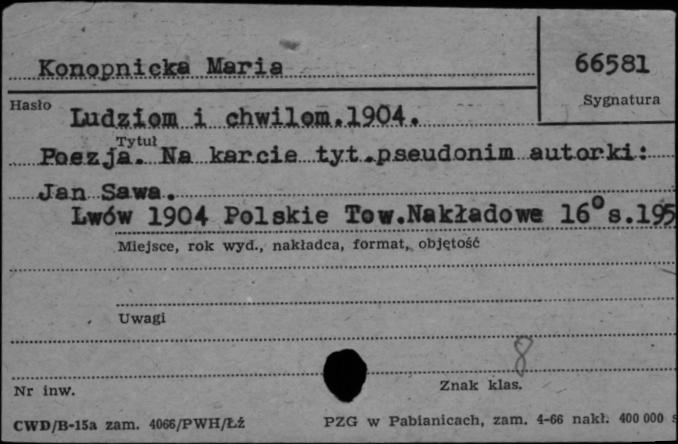 Konopnicka Maria 66581
Hasło Sygnatura
Ludziom i chwilom.1904.
Tytuł
Poezja. Na karcie tyt.pseudonim autorki:
Jan Sawa.
Lwów 1904 Polskie Tow.Nakładowe 16° s.195
Miejsce, rok wyd., nakładca, format, objętość
Uwagi
8
Nr inw. Znak klas.
CWD/B-15a zam. 4066/PWH/Łż PZG w Pabianicach, zam. 4-66 nakł. 400 000 s